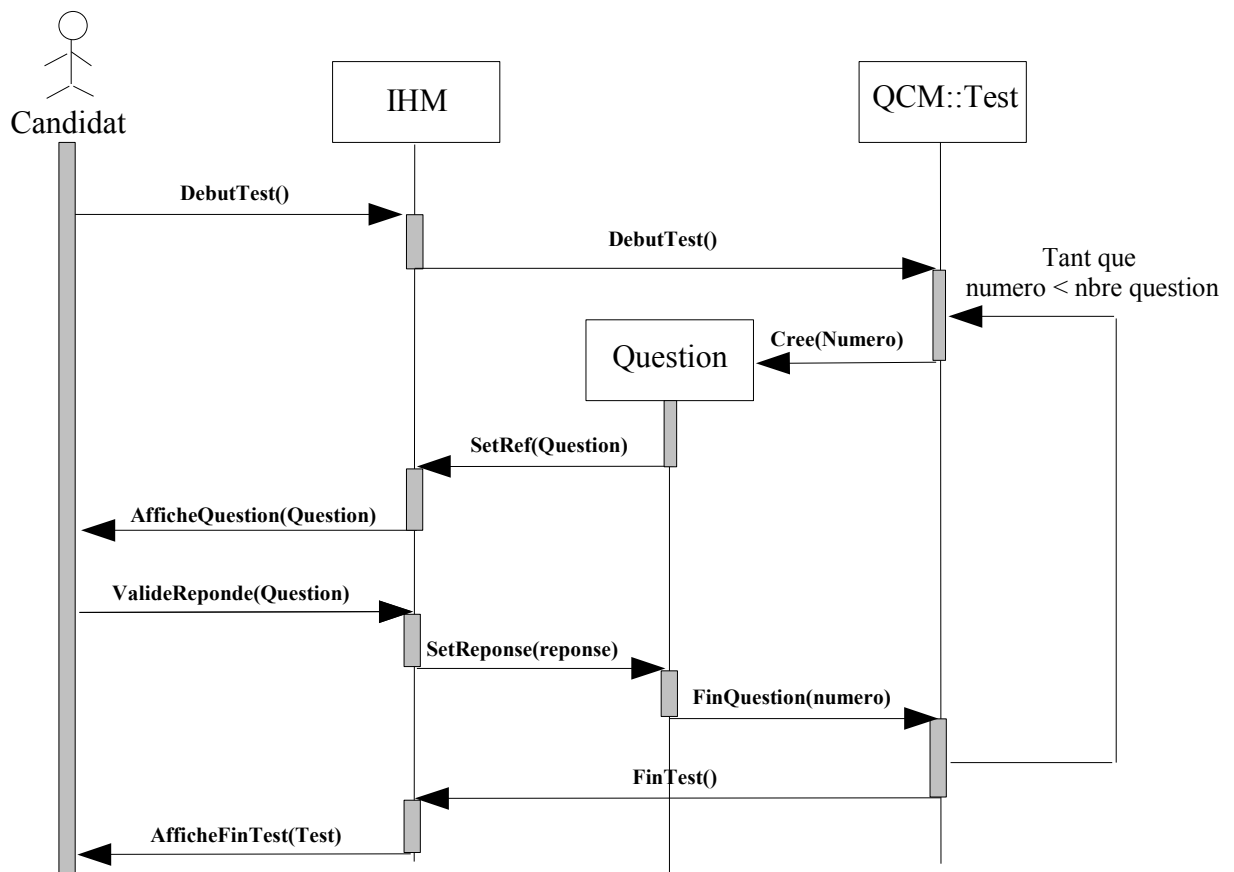 Candidat
IHM
QCM::Test
DebutTest()
DebutTest()
Tant que
numero < nbre question
Cree(Numero)
Question
SetRef(Question)
AfficheQuestion(Question)
ValideReponde(Question)
SetReponse(reponse)
FinQuestion(numero)
FinTest()
AfficheFinTest(Test)